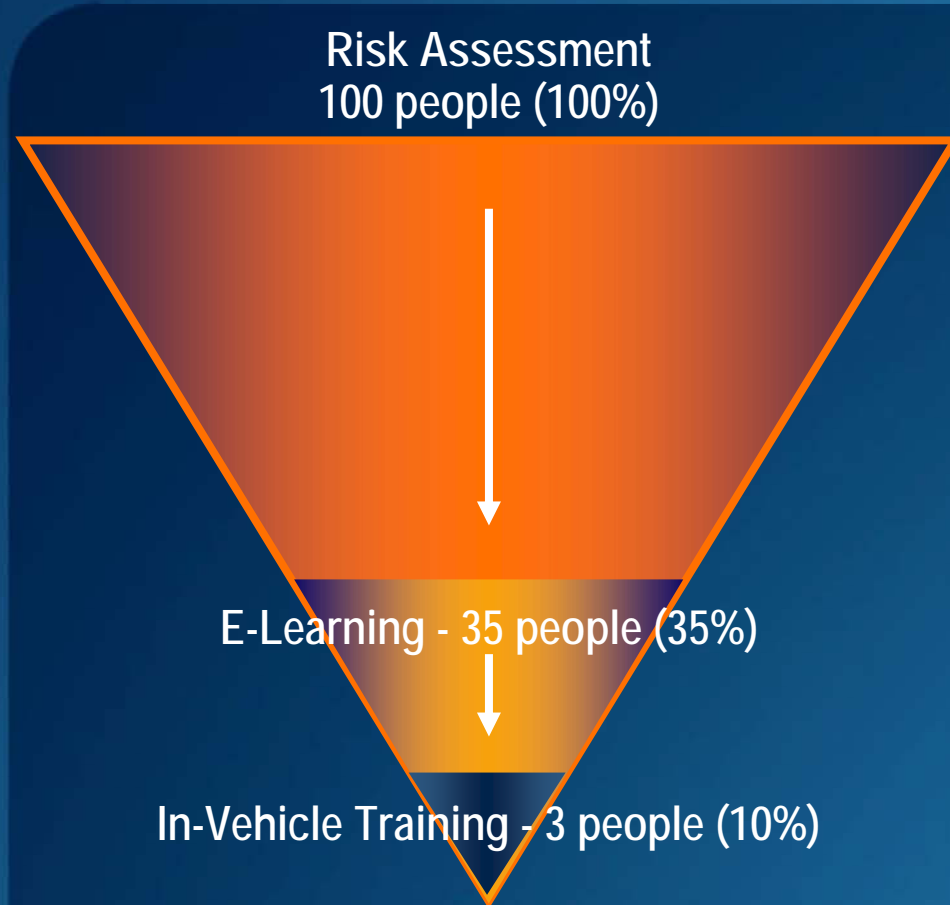 Risk Assessment
100 people (100%)
E-Learning - 35 people (35%)
In-Vehicle Training - 3 people (10%)